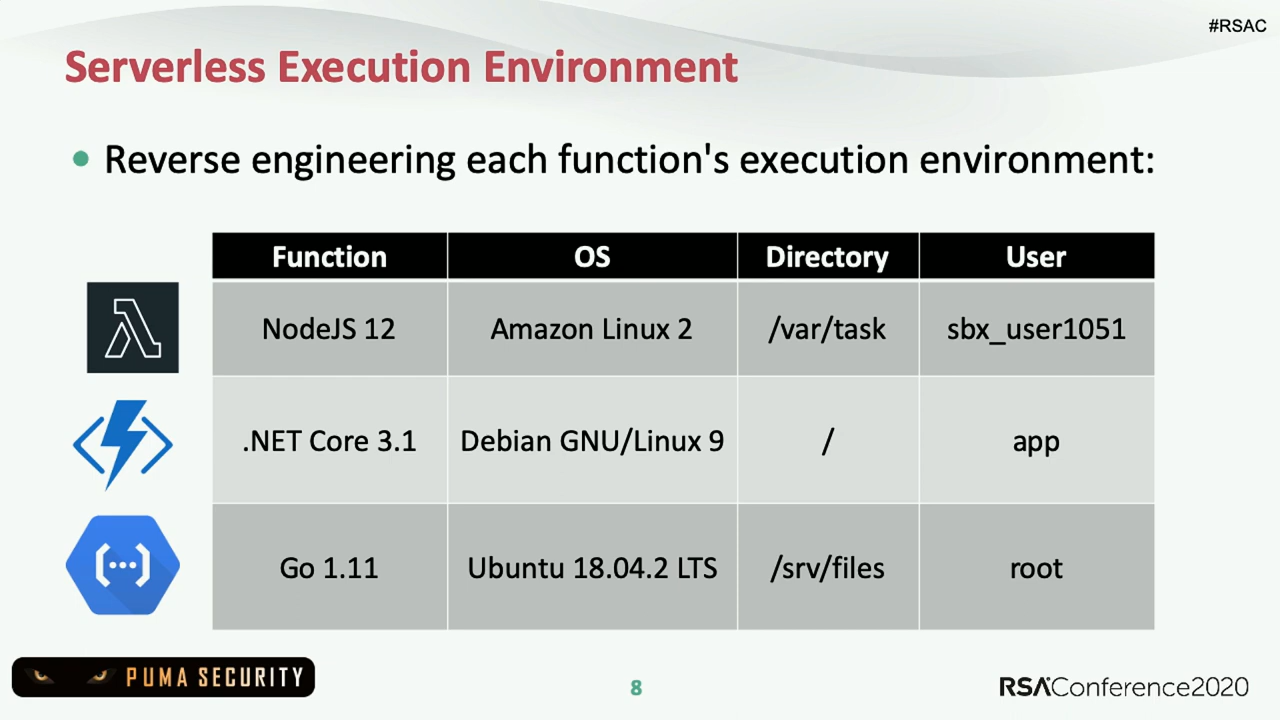 #RSAC
Serverless Execution Environment
Reverse engineering each function's execution environment:
Function OS Directory User
NodeJS 12 Amazon Linux 2 /var/task sbx_user1051
.NET Core 3.1 Debian GNU/Linux 9 / app
Go 1.11 Ubuntu 18.04.2 LTS /srv/files root
PUMA SECURITY
8
RSAConference2020